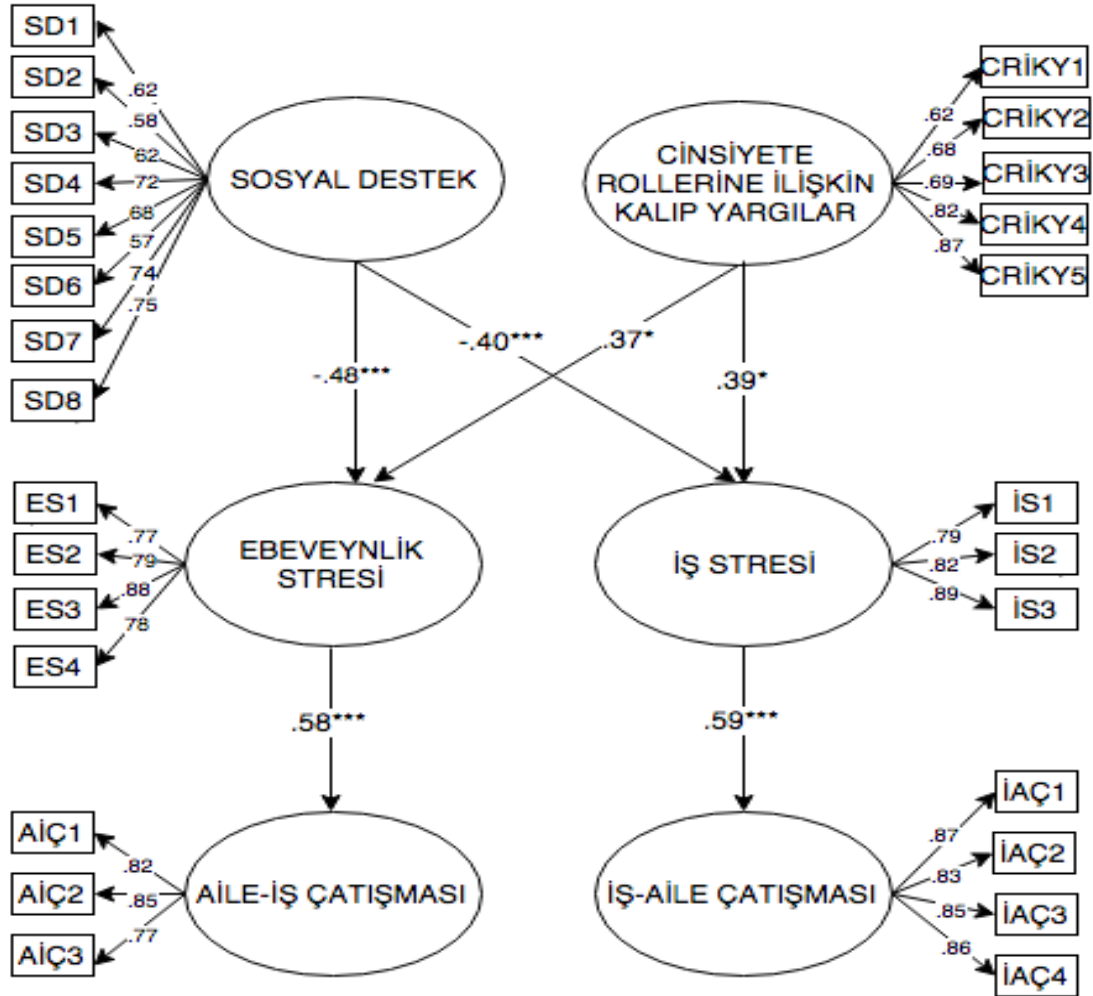 SD1
SD2
SD3
SD4
SD5
SD6
SD7
SD8
.62
.58
62
.72
.68
57
74
.75
SOSYAL DESTEK
CİNSİYETE
ROLLERİNE İLİŞKİN
KALIP YARGILAR
.62
.68
.69
.82
.87
CRİKY1
CRİKY2
CRİKY3
CRİKY4
CRİKY5
-.48***
-.40***
.37*
.39*
ES1
ES2
ES3
ES4
.77
.79
.88
78
EBEVEYNLİK
STRESİ
İŞ STRESİ
.79
.82
.89
İS1
İS2
İS3
.58***
.59***
AİÇ1
AİÇ2
AİÇ3
.82
.85
.77
AİLE-İŞ ÇATIŞMASI
İŞ-AİLE ÇATIŞMASI
.87
.83
.85
.86
İAÇ1
İAÇ2
İAÇ3
İAÇ4